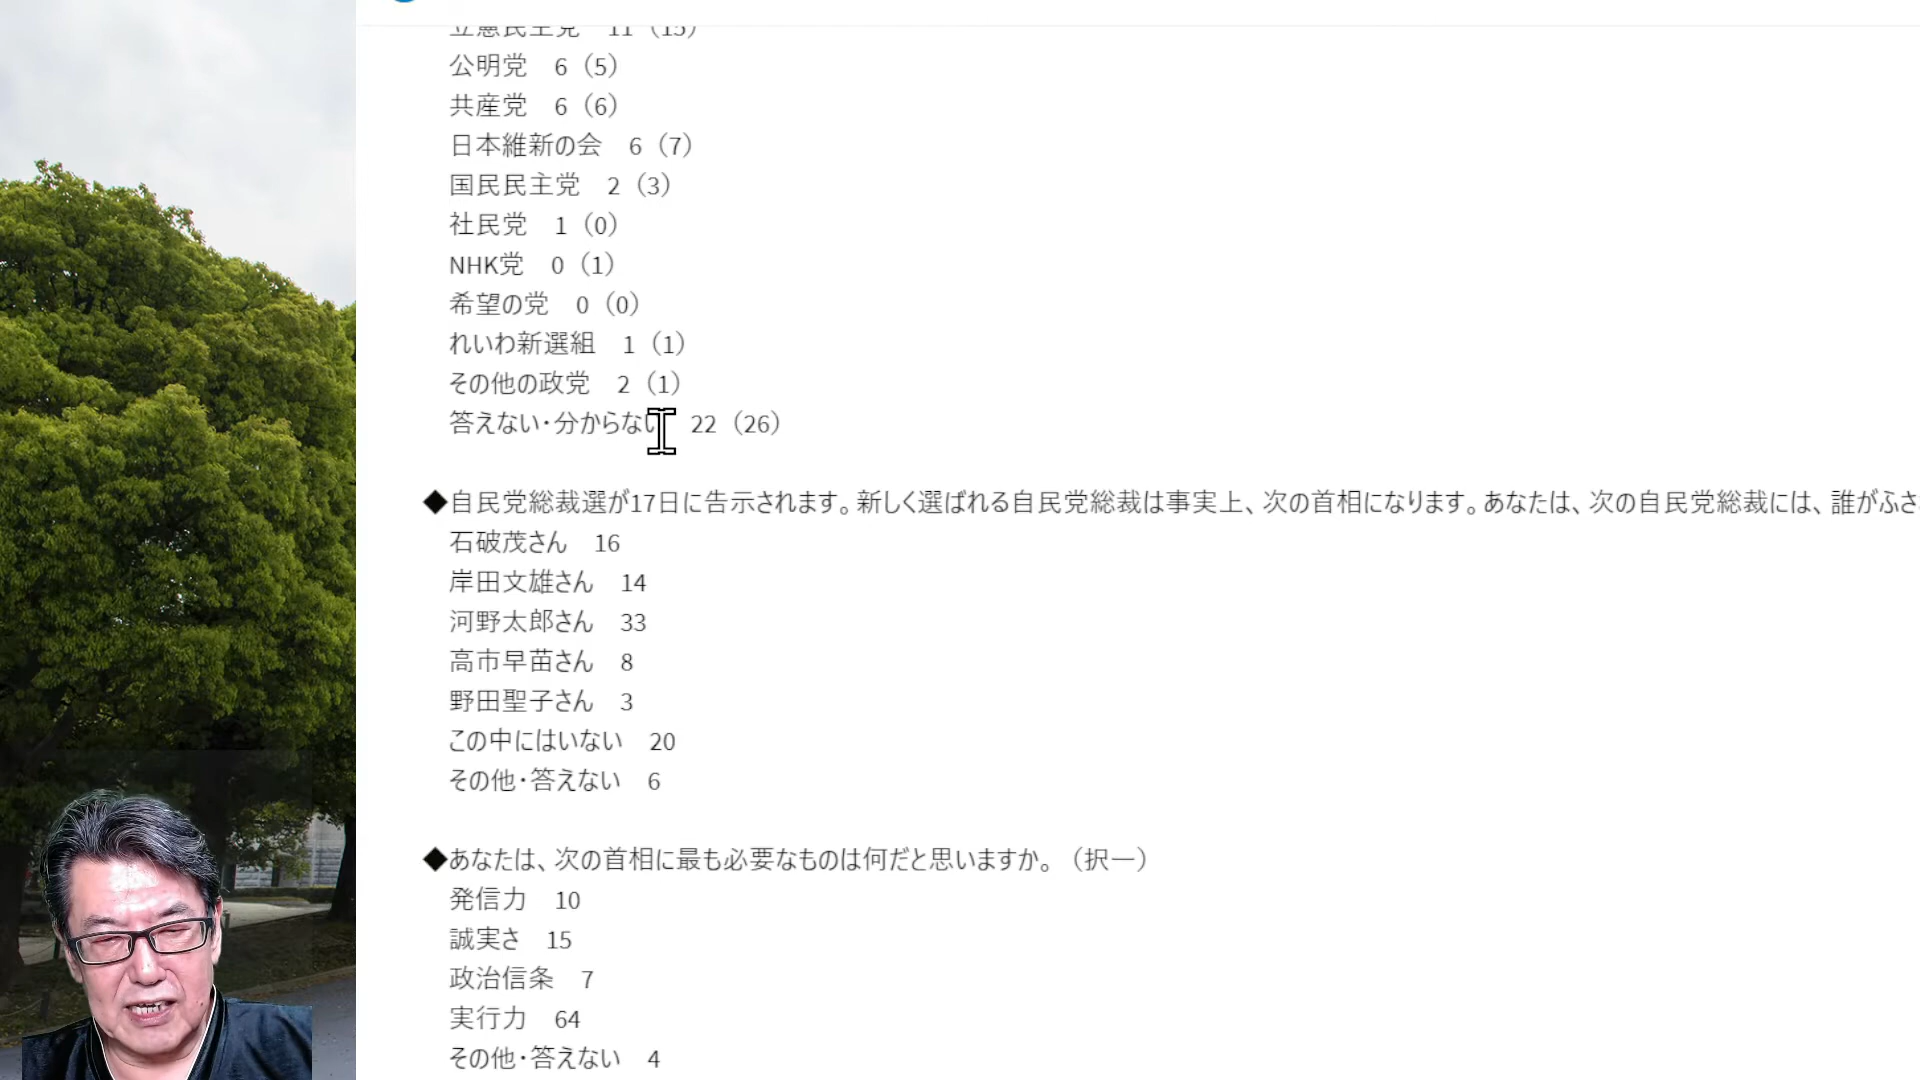 立憲民主党　11（15）
公明党　6（5）
共産党　6（6）
日本維新の会　6（7）
国民民主党　2（3）
社民党　1（0）
NHK党　0（1）
希望の党　0（0）
れいわ新選組　1（1）
その他の政党　2（1）
答えない・分からない　22（26）
◆自民党総裁選が17日に告示されます。新しく選ばれる自民党総裁は事実上、次の首相になります。あなたは、次の自民党総裁には、誰がふさ
石破茂さん　16
岸田文雄さん　14
河野太郎さん　33
高市早苗さん　8
野田聖子さん　3
この中にはいない　20
その他・答えない　6
◆あなたは、次の首相に最も必要なものは何だと思いますか。（択一）
発信力　10
誠実さ　15
政治信条　7
実行力　64
その他・答えない　4